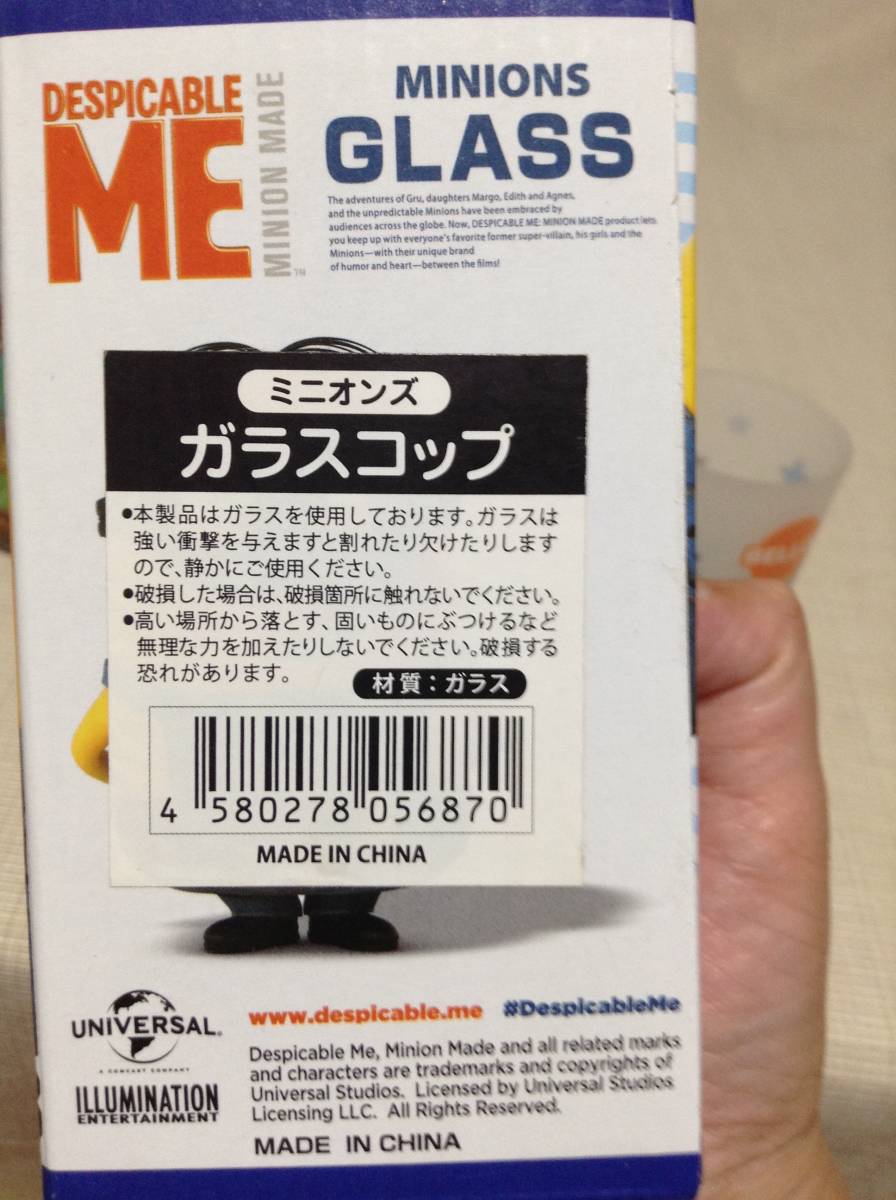 DESPICABLE
ME
MINION MADE
™
MINIONS
GLASS
The adventures of Gru, daughters Margo, Edith and Agnes,
and the unpredictable Minions have been embraced by
audiences across the globe. Now, DESPICABLE ME: MINION MADE product lets
you keep up with everyone's favorite former super-villain, his girls and the
Minions—with their unique brand
of humor and heart—between the films!
ミニオンズ
ガラスコップ
●本製品はガラスを使用しております。ガラスは
強い衝撃を与えますと割れたり欠けたりします
ので、静かにご使用ください。
●破損した場合は、破損箇所に触れないでください。
●高い場所から落とす、固いものにぶつけるなど
無理な力を加えたりしないでください。破損する
恐れがあります。
材質：ガラス
4 580278 056870
MADE IN CHINA
UNIVERSAL
A COMCAST COMPANY
ILLUMINATION
ENTERTAINMENT
www.despicable.me #DespicableMe
Despicable Me, Minion Made and all related marks
and characters are trademarks and copyrights of
Universal Studios. Licensed by Universal Studios
Licensing LLC. All Rights Reserved.
MADE IN CHINA